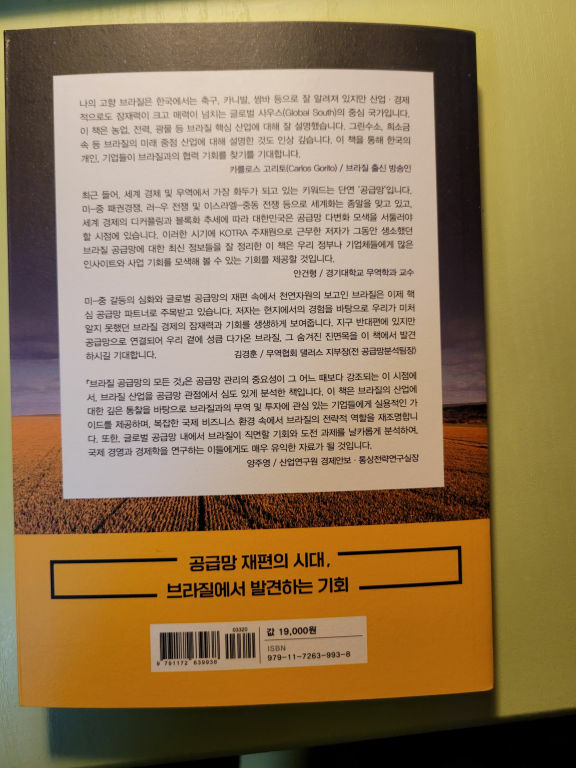 나의 고향 브라질은 한국에서는 축구, 카니발, 쌈바 등으로 잘 알려져 있지만 산업·경제
적으로도 잠재력이 크고 매력이 넘치는 글로벌 사우스(Global South)의 중심 국가입니다.
이 책은 농업, 전력, 광물 등 브라질 핵심 산업에 대해 잘 설명했습니다. 그린수소, 희소금
속 등 브라질의 미래 중점 산업에 대해 설명한 것도 인상 깊습니다. 이 책을 통해 한국의
개인, 기업들이 브라질과의 협력 기회를 찾기를 기대합니다.
카를로스 고리토(Carlos Gorito) / 브라질 출신 방송인
최근 들어, 세계 경제 및 무역에서 가장 화두가 되고 있는 키워드는 단연 '공급망'입니다.
미-중 패권경쟁, 러-우 전쟁 및 이스라엘-중동 전쟁 등으로 세계화는 종말을 맞고 있고,
세계 경제의 디커플링과 블록화 추세에 따라 대한민국은 공급망 다변화 모색을 서둘러야
할 시점에 있습니다. 이러한 시기에 KOTRA 주재원으로 근무한 저자가 그동안 생소했던
브라질 공급망에 대한 최신 정보들을 잘 정리한 이 책은 우리 정부나 기업체들에게 많은
인사이트와 사업 기회를 모색해 볼 수 있는 기회를 제공할 것입니다.
안건형 / 경기대학교 무역학과 교수
미-중 갈등의 심화와 글로벌 공급망의 재편 속에서 천연자원의 보고인 브라질은 이제 핵
심 공급망 파트너로 주목받고 있습니다. 저자는 현지에서의 경험을 바탕으로 우리가 미처
알지 못했던 브라질 경제의 잠재력과 기회를 생생하게 보여줍니다. 지구 반대편에 있지만
공급망으로 연결되어 우리 곁에 성큼 다가온 브라질, 그 숨겨진 진면목을 이 책에서 발견
하시길 기대합니다.
김경훈 / 무역협회 댈러스 지부장(전 공급망분석팀장)
『브라질 공급망의 모든 것』은 공급망 관리의 중요성이 그 어느 때보다 강조되는 이 시점에
서, 브라질 산업을 공급망 관점에서 심도 있게 분석한 책입니다. 이 책은 브라질의 산업에
대한 깊은 통찰을 바탕으로 브라질과의 무역 및 투자에 관심 있는 기업들에게 실용적인 가
이드를 제공하며, 복잡한 국제 비즈니스 환경 속에서 브라질의 전략적 역할을 재조명합니
다. 또한, 글로벌 공급망 내에서 브라질이 직면할 기회와 도전 과제를 날카롭게 분석하여,
국제 경영과 경제학을 연구하는 이들에게도 매우 유익한 자료가 될 것입니다.
양주영 / 산업연구원 경제안보·통상전략연구실장
공급망 재편의 시대,
브라질에서 발견하는 기회
03320
9 791172 639938
값 19,000원
ISBN
979-11-7263-993-8